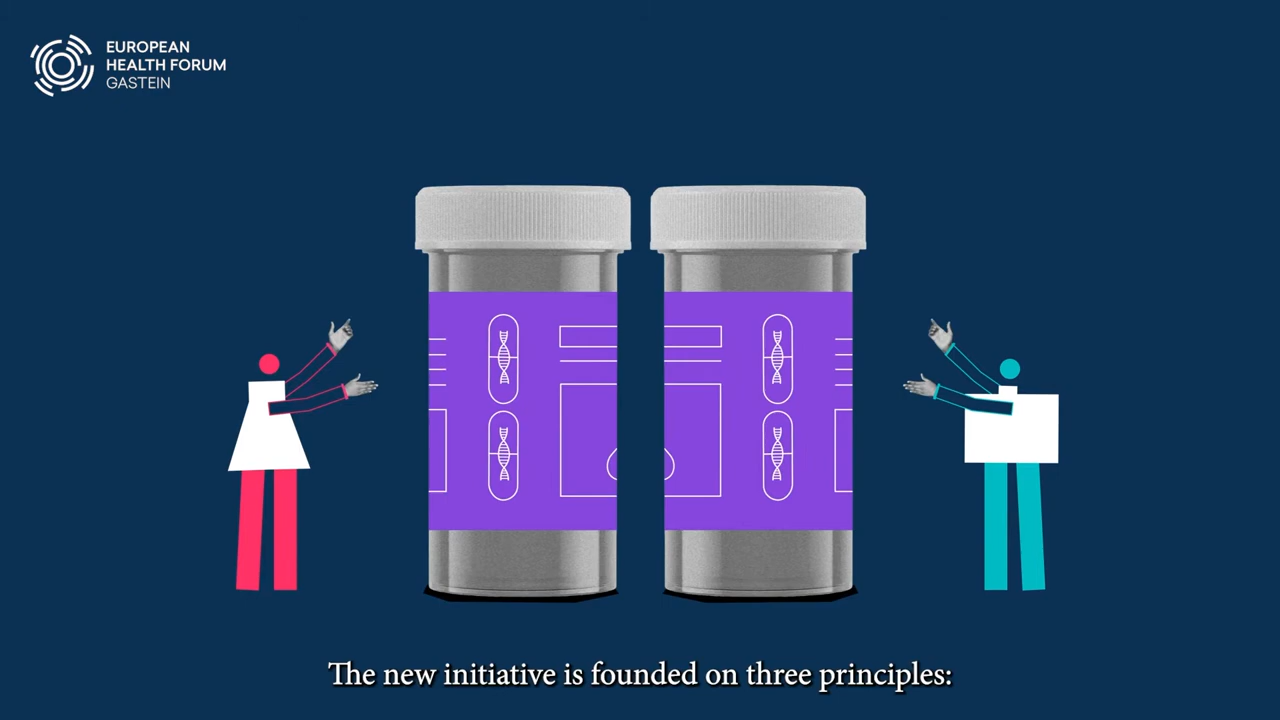 EUROPEAN
HEALTH FORUM
GASTEIN
The new initiative is founded on three principles: